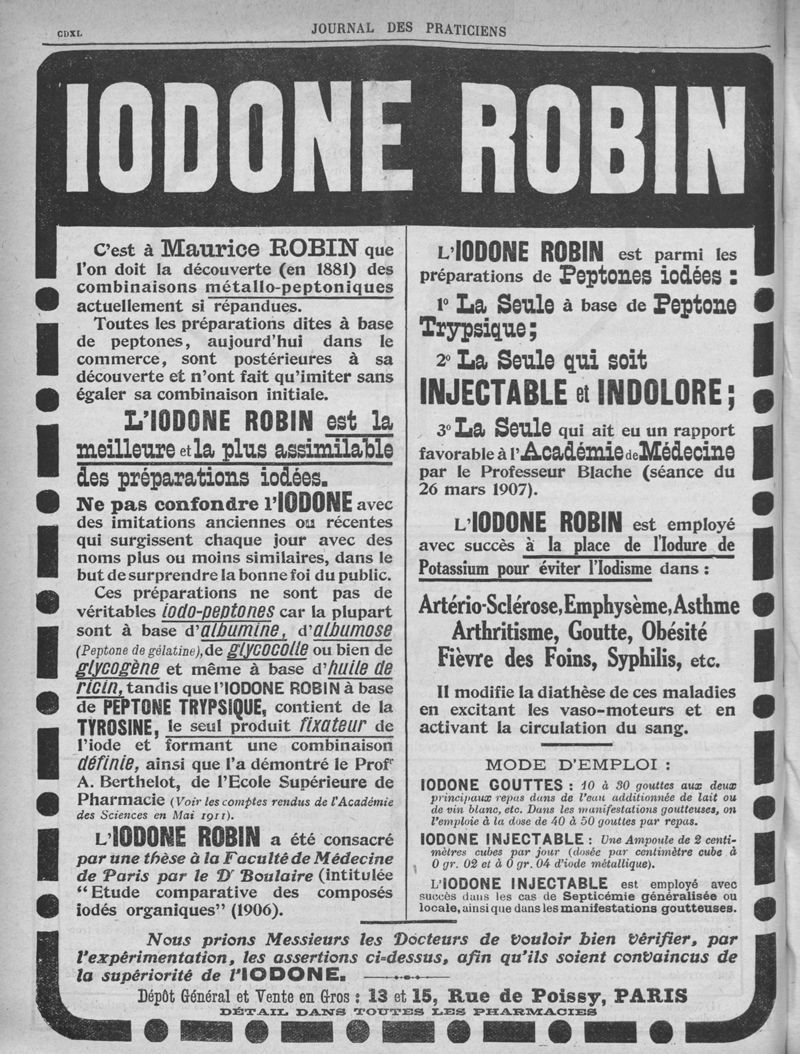 CDXL
JOURNAL DES PRATICIENS
IODONE ROBIN
C'est à Maurice ROBIN que
l'on doit la découverte (en 1881) des
combinaisons métallo-peptoniques
actuellement si répandues.
Toutes les préparations dites à base
de peptones, aujourd'hui dans le
commerce, sont postérieures à sa
découverte et n'ont fait qu'imiter sans
égaler sa combinaison initiale.
L'IODONE ROBIN est la
meilleure et la plus assimilable
des préparations iodées.
Ne pas confondre l'IODONE avec
des imitations anciennes ou récentes
qui surgissent chaque jour avec des
noms plus ou moins similaires, dans le
but de surprendre la bonne foi du public.
Ces préparations ne sont pas de
véritables iodo-peptones car la plupart
sont à base d'albumine, d'albumose
(Peptone de gélatine), de glycocolle ou bien de
glycogène et même à base d'huile de
ricin, tandis que l'IODONE ROBIN à base
de PEPTONE TRYPSIQUE, contient de la
TYROSINE, le seul produit fixateur de
l'iode et formant une combinaison
définie, ainsi que l'a démontré le Profr
A. Berthelot, de l'Ecole Supérieure de
Pharmacie (Voir les comptes rendus de l'Académie
des Sciences en Mai 1911).
L'IODONE ROBIN a été consacré
par une thèse à la Faculté de Médecine
de Paris par le Dr Boulaire (intitulée
“Etude comparative des composés
iodés organiques” (1906).
L'IODONE ROBIN est parmi les
préparations de Peptones iodées :
1º La Seule à base de Peptone
Trypsique;
2º La Seule qui soit
INJECTABLE et INDOLORE;
3º La Seule qui ait eu un rapport
favorable à l'Académie de Médecine
par le Professeur Blache (séance du
26 mars 1907).
L'IODONE ROBIN est employé
avec succès à la place de l'Iodure de
Potassium pour éviter l'Iodisme dans :
Artério-Sclérose, Emphysème, Asthme
Arthritisme, Goutte, Obésité
Fièvre des Foins, Syphilis, etc.
Il modifie la diathèse de ces maladies
en excitant les vaso-moteurs et en
activant la circulation du sang.
MODE D'EMPLOI :
IODONE GOUTTES : 10 à 30 gouttes aux deux
principaux repas dans de l'eau additionnée de lait ou
de vin blanc, etc. Dans les manifestations goutteuses, on
l'emploie à la dose de 40 à 50 gouttes par repas.
IODONE INJECTABLE : Une Ampoule de 2 centi-
mètres cubes par jour (dosée par centimètre cube à
0 gr. 02 et à 0 gr. 04 d'iode métallique).
L'IODONE INJECTABLE est employé avec
succès dans les cas de Septicémie généralisée ou
locale, ainsi que dans les manifestations goutteuses.
Nous prions Messieurs les Docteurs de vouloir bien vérifier, par
l'expérimentation, les assertions ci-dessus, afin qu'ils soient convaincus de
la supériorité de l'IODONE.
Dépôt Général et Vente en Gros : 13 et 15, Rue de Poissy, PARIS
DÉTAIL DANS TOUTES LES PHARMACIES